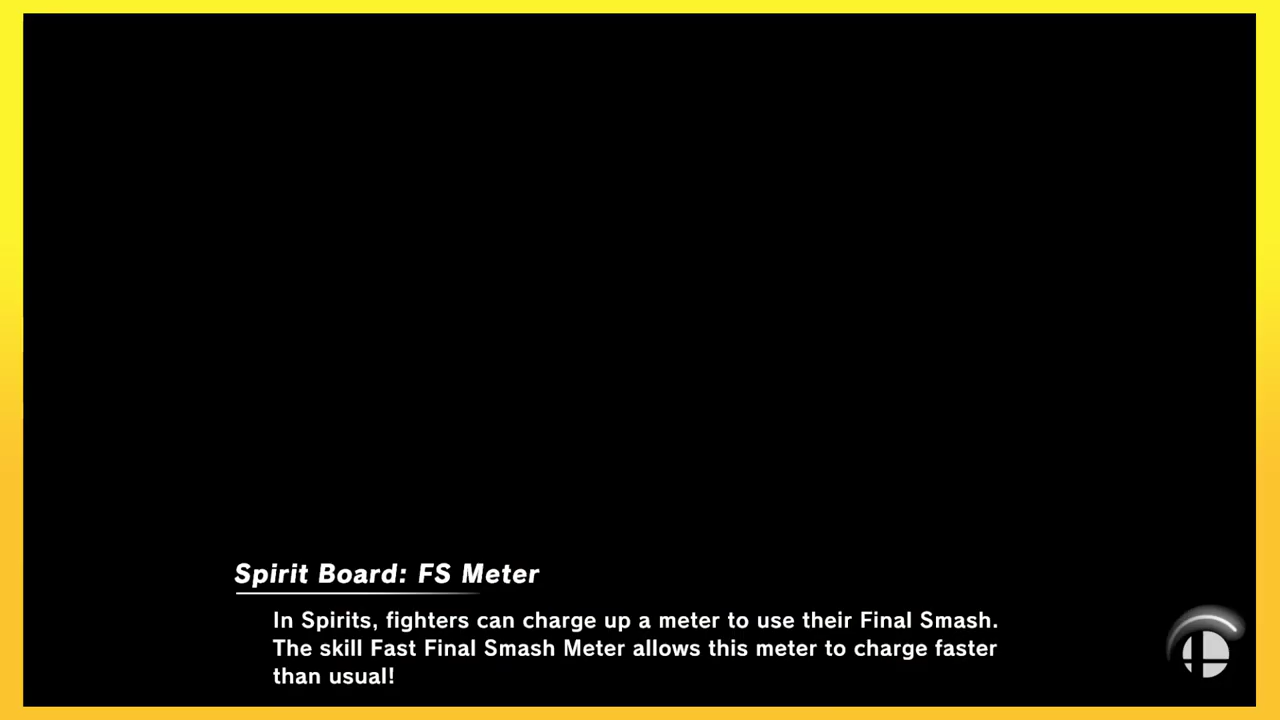 Spirit Board: FS Meter
In Spirits, fighters can charge up a meter to use their Final Smash.
The skill Fast Final Smash Meter allows this meter to charge faster
than usual!